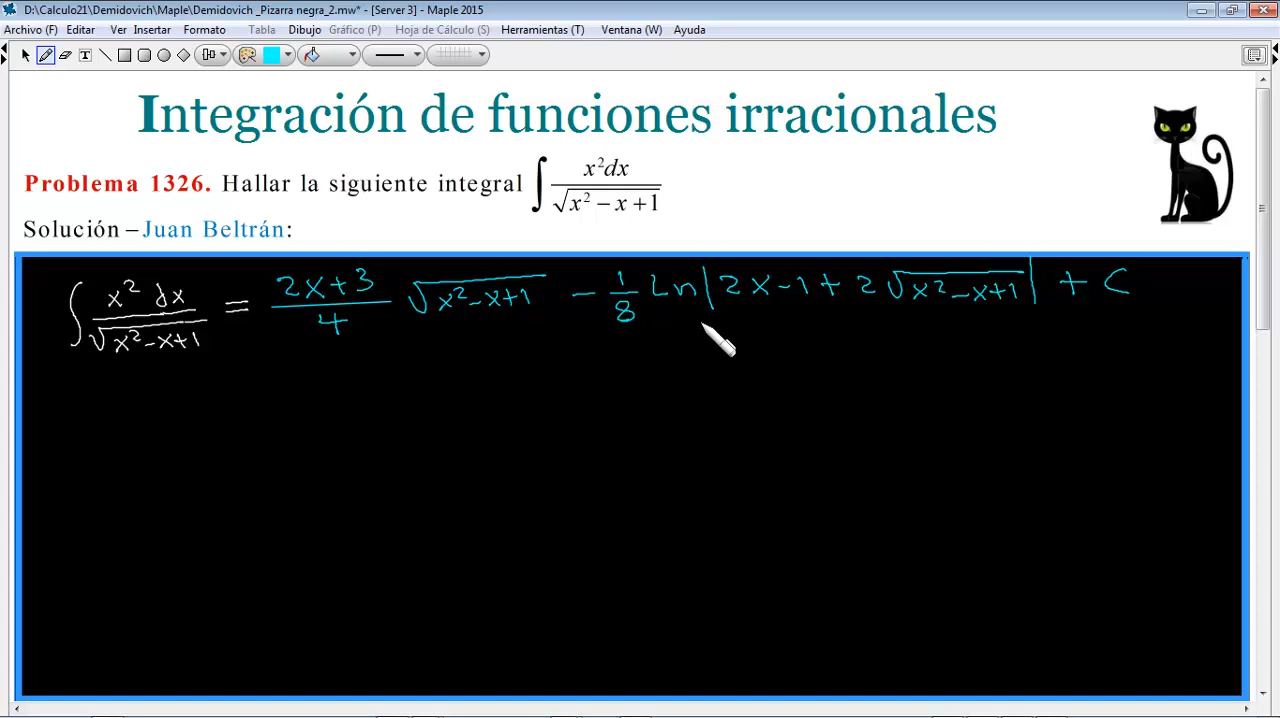 D:\Calculo21\Demidovich\Maple\Demidovich _Pizarra negra_2.mw* - [Server 3] - Maple 2015
Archivo (F) Editar Ver Insertar Formato Tabla Dibujo Gráfico (P) Hoja de Cálculo (S) Herramientas (T) Ventana (W) Ayuda
Integración de funciones irracionales
Problema 1326. Hallar la siguiente integral ∫ x²dx / √(x² − x + 1)
Solución – Juan Beltrán:
∫ x² dx / √(x²-x+1) = (2x+3)/4 √(x²-x+1) - 1/8 Ln|2x-1+2√(x²-x+1)| + C